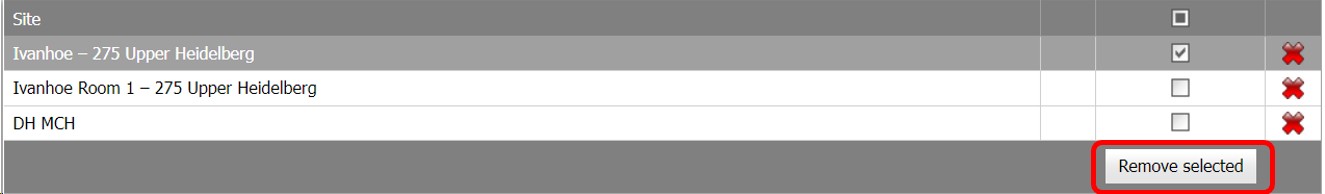 Site
Ivanhoe – 275 Upper Heidelberg
Ivanhoe Room 1 – 275 Upper Heidelberg
DH MCH
Remove selected